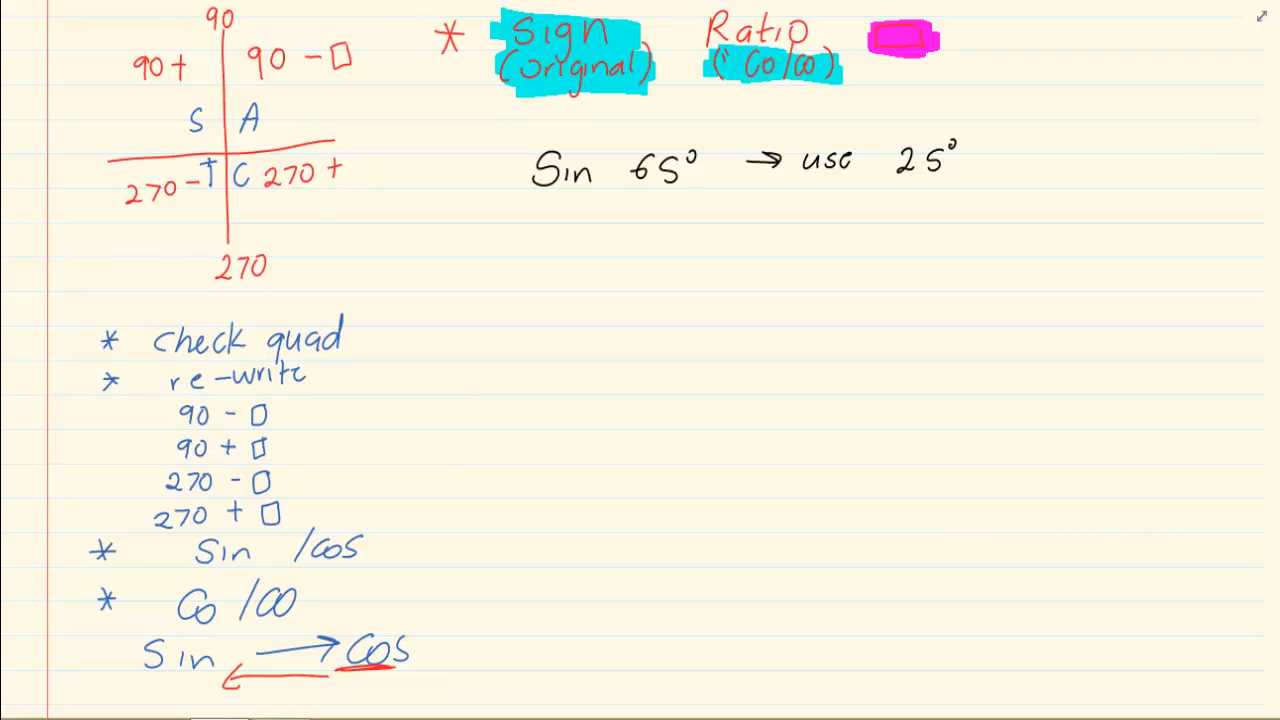 90
90 + 90 - □
S A
T C
270 - 270 +
270
* Sign Ratio
(original) (Co/co)
Sin 65° → use 25°
* check quad
* re-write
90 - □
90 + □
270 - □
270 + □
* Sin /cos
* Co /co
Sin → Cos